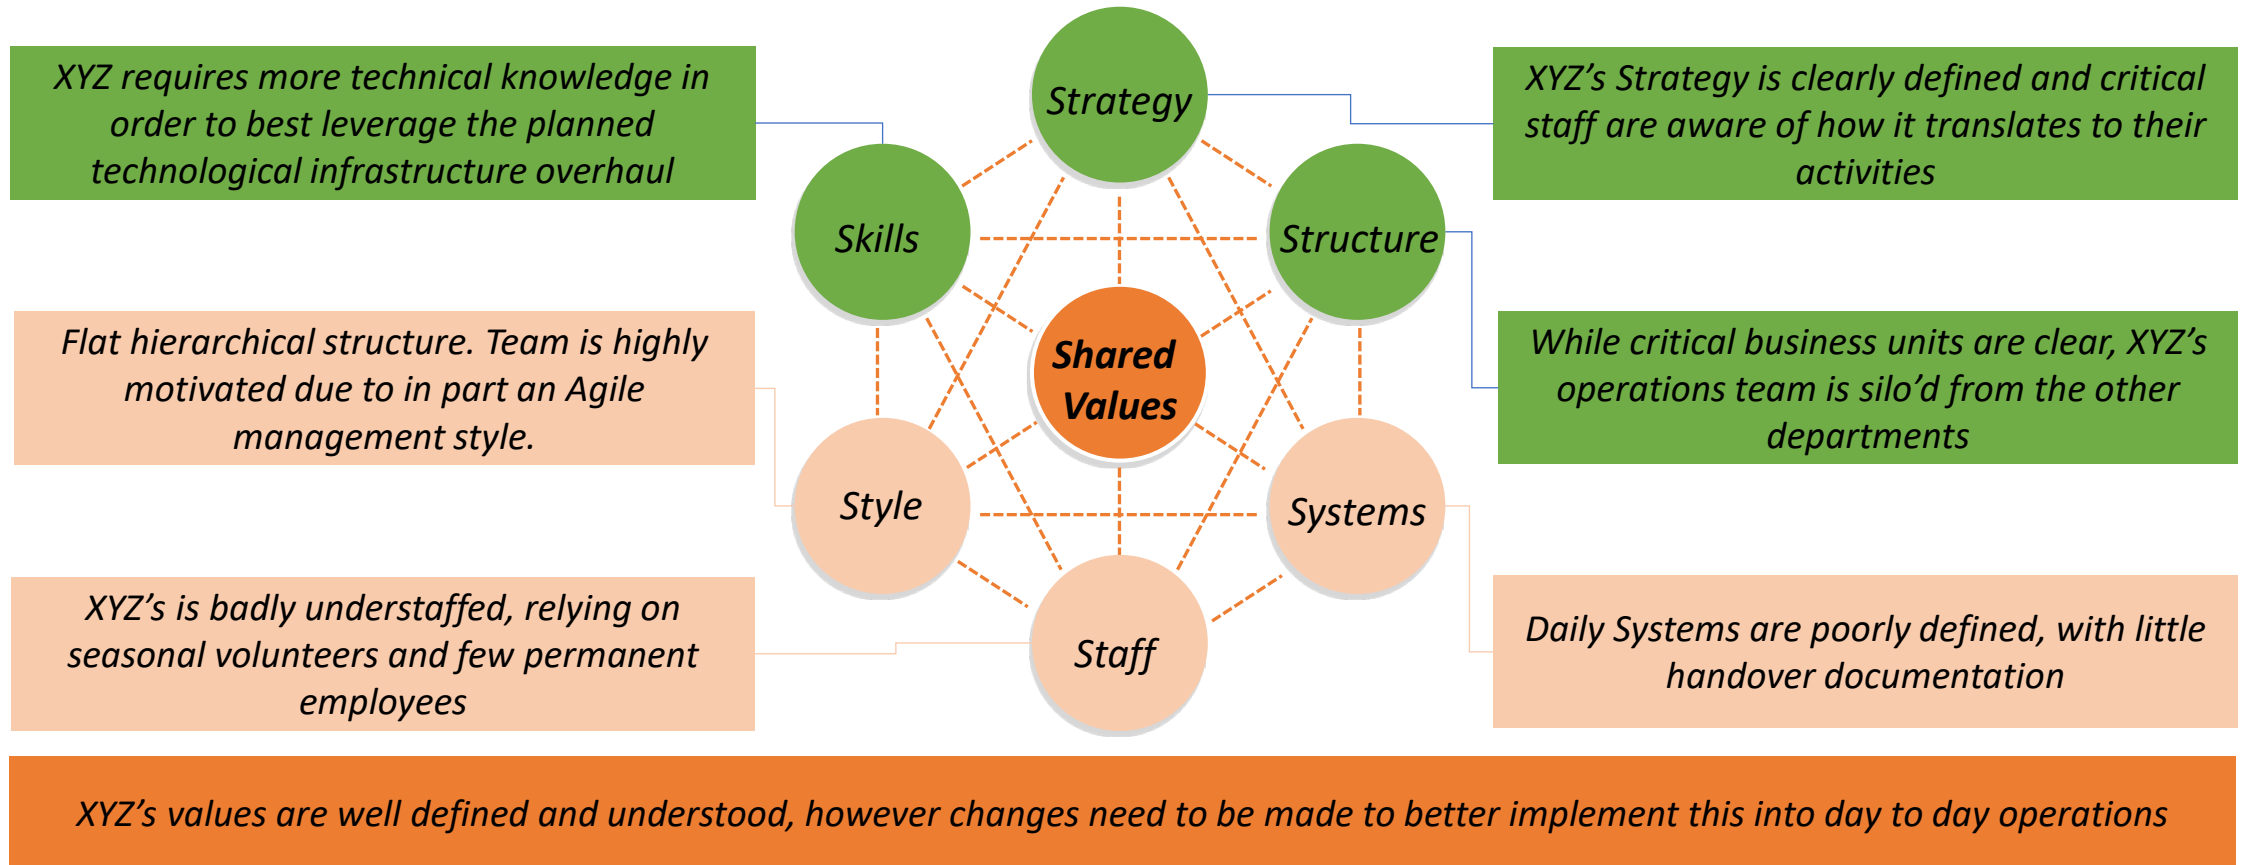 XYZ requires more technical knowledge in
order to best leverage the planned
technological infrastructure overhaul
Strategy
XYZ's Strategy is clearly defined and critical
staff are aware of how it translates to their
activities
Skills
Structure
Flat hierarchical structure. Team is highly
motivated due to in part an Agile
management style.
Shared
Values
While critical business units are clear, XYZ’s
operations team is silo’d from the other
departments
Style
Systems
XYZ’s is badly understaffed, relying on
seasonal volunteers and few permanent
employees
Staff
Daily Systems are poorly defined, with little
handover documentation
XYZ’s values are well defined and understood, however changes need to be made to better implement this into day to day operations